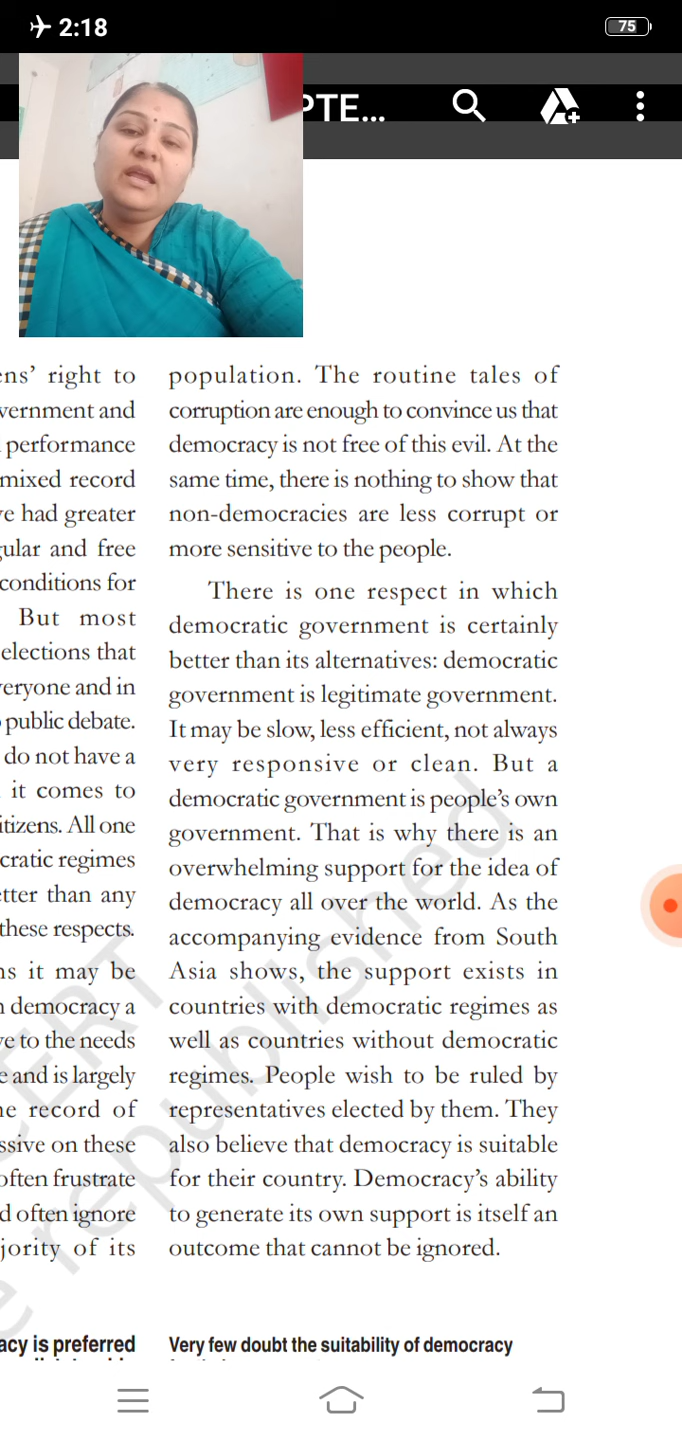 2:18
75
PTE...
ens’ right to
vernment and
performance
mixed record
ve had greater
gular and free
conditions for
But most
elections that
veryone and in
public debate.
do not have a
it comes to
itizens. All one
cratic regimes
etter than any
these respects.
ns it may be
democracy a
ve to the needs
e and is largely
he record of
ssive on these
often frustrate
d often ignore
jority of its
population. The routine tales of
corruption are enough to convince us that
democracy is not free of this evil. At the
same time, there is nothing to show that
non-democracies are less corrupt or
more sensitive to the people.
There is one respect in which
democratic government is certainly
better than its alternatives: democratic
government is legitimate government.
It may be slow, less efficient, not always
very responsive or clean. But a
democratic government is people’s own
government. That is why there is an
overwhelming support for the idea of
democracy all over the world. As the
accompanying evidence from South
Asia shows, the support exists in
countries with democratic regimes as
well as countries without democratic
regimes. People wish to be ruled by
representatives elected by them. They
also believe that democracy is suitable
for their country. Democracy’s ability
to generate its own support is itself an
outcome that cannot be ignored.
acy is preferred
Very few doubt the suitability of democracy
CERT
e republished